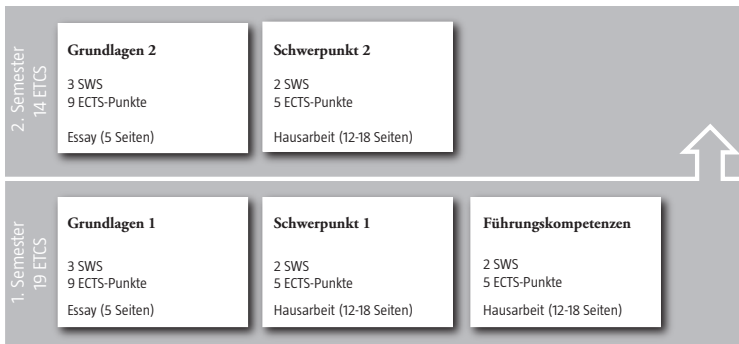 2. Semester
14 ETCS
Grundlagen 2
3 SWS
9 ECTS-Punkte
Essay (5 Seiten)
Schwerpunkt 2
2 SWS
5 ECTS-Punkte
Hausarbeit (12-18 Seiten)
1. Semester
19 ETCS
Grundlagen 1
3 SWS
9 ECTS-Punkte
Essay (5 Seiten)
Schwerpunkt 1
2 SWS
5 ECTS-Punkte
Hausarbeit (12-18 Seiten)
Führungskompetenzen
2 SWS
5 ECTS-Punkte
Hausarbeit (12-18 Seiten)